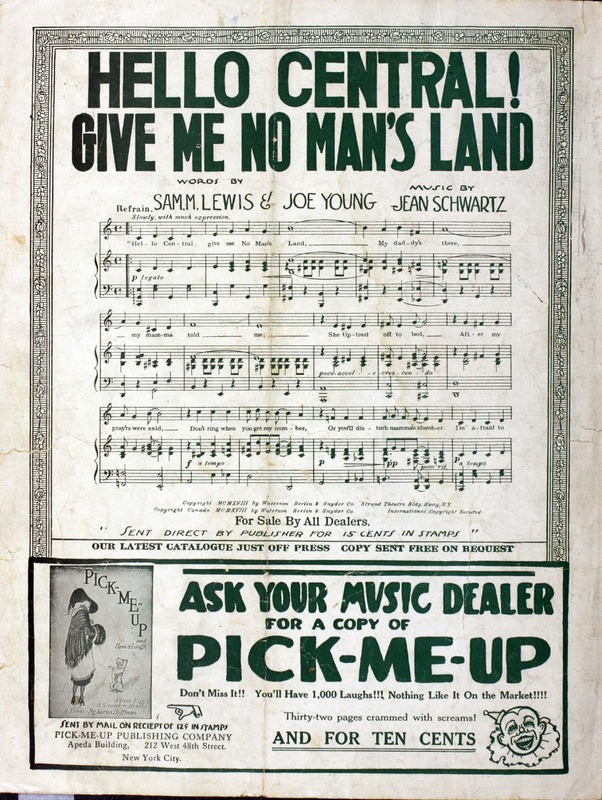 HELLO CENTRAL!
GIVE ME NO MAN'S LAND
WORDS BY
MUSIC BY
SAM.M. LEWIS & JOE YOUNG
JEAN SCHWARTZ
Refrain.
Slowly, with much expression.
"Hel - lo Cen - tral give me No Man's Land, My dad - dy's there,
p legato
my mam - ma told me; She tip - toed off to bed, Aft - er my
poco accel - e - cres - cen - do
pray'rs were said, Don't ring when you get my num - ber, Or you'll dis - turb mamma's slumber. I'm a - fraid to
f a tempo
p
pp
poco rit.
p a tempo
Copyright MCMXVIII by Waterson Berlin & Snyder Co. Strand Theatre Bldg. B'way, N.Y.
Copyright Canada MCMXVIII by Waterson Berlin & Snyder Co. International Copyright Secured
For Sale By All Dealers,
"SENT DIRECT BY PUBLISHER FOR 15 CENTS IN STAMPS"
OUR LATEST CATALOGUE JUST OFF PRESS COPY SENT FREE ON REQUEST
PICK-
ME-
UP
and
Have a Laugh
ASK YOUR MUSIC DEALER
FOR A COPY OF
PICK-ME-UP
Don't Miss It!! You'll Have 1,000 Laughs!!! Nothing Like It On the Market!!!!
Thirty-two pages crammed with screams!
AND FOR TEN CENTS
SENT BY MAIL ON RECIEPT OF 12¢ IN STAMPS
PICK-ME-UP PUBLISHING COMPANY
Apeda Building, 212 West 48th Street.
New York City.